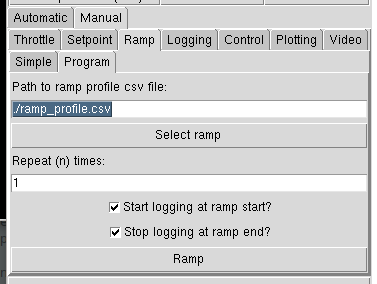 Automatic Manual
Throttle Setpoint Ramp Logging Control Plotting Video
Simple Program
Path to ramp profile csv file:
./ramp_profile.csv
Select ramp
Repeat (n) times:
1
Start logging at ramp start?
Stop logging at ramp end?
Ramp